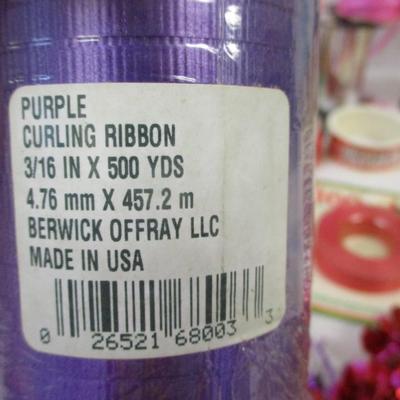 PURPLE
CURLING RIBBON
3/16 IN X 500 YDS
4.76 mm X 457.2 m
BERWICK OFFRAY LLC
MADE IN USA
0 26521 68003 3